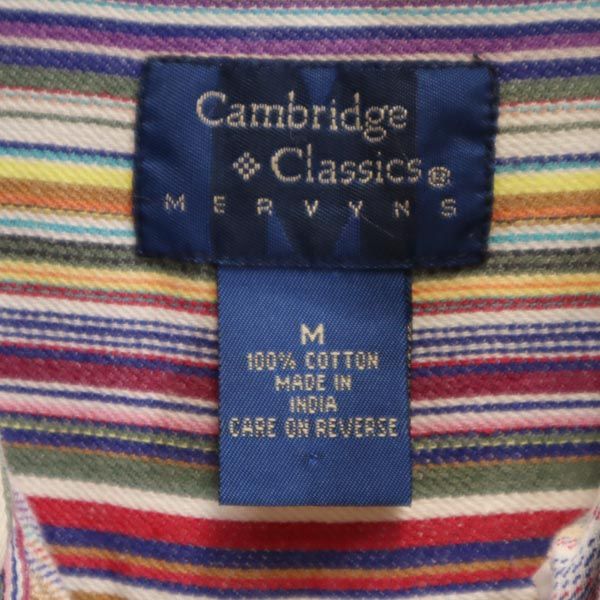 Cambridge
Classics®
MERVYNS
M
100% COTTON
MADE IN
INDIA
CARE ON REVERSE